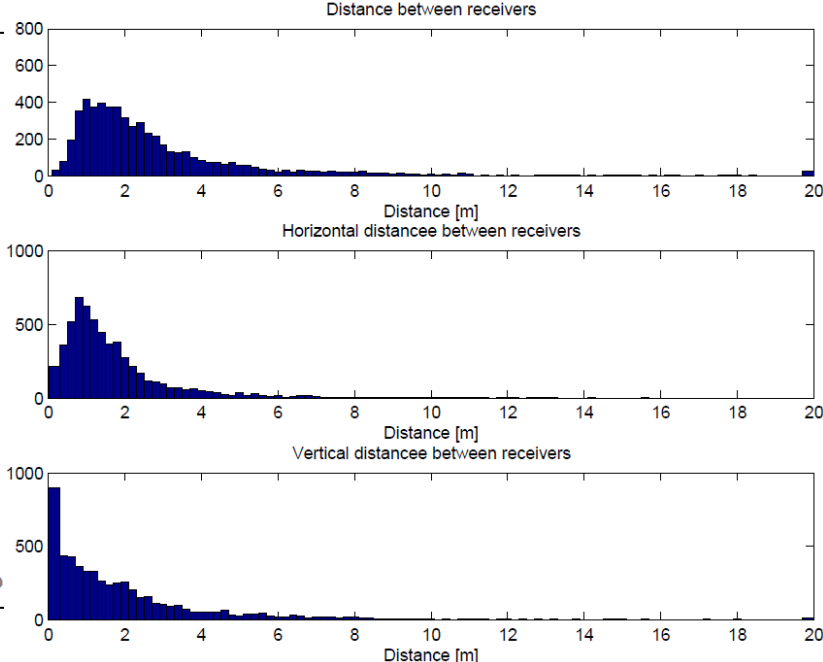 Distance between receivers
800
600
400
200
0
0 2 4 6 8 10 12 14 16 18 20
Distance [m]
Horizontal distancee between receivers
1000
500
0
0 2 4 6 8 10 12 14 16 18 20
Distance [m]
Vertical distancee between receivers
1000
500
0
0 2 4 6 8 10 12 14 16 18 20
Distance [m]